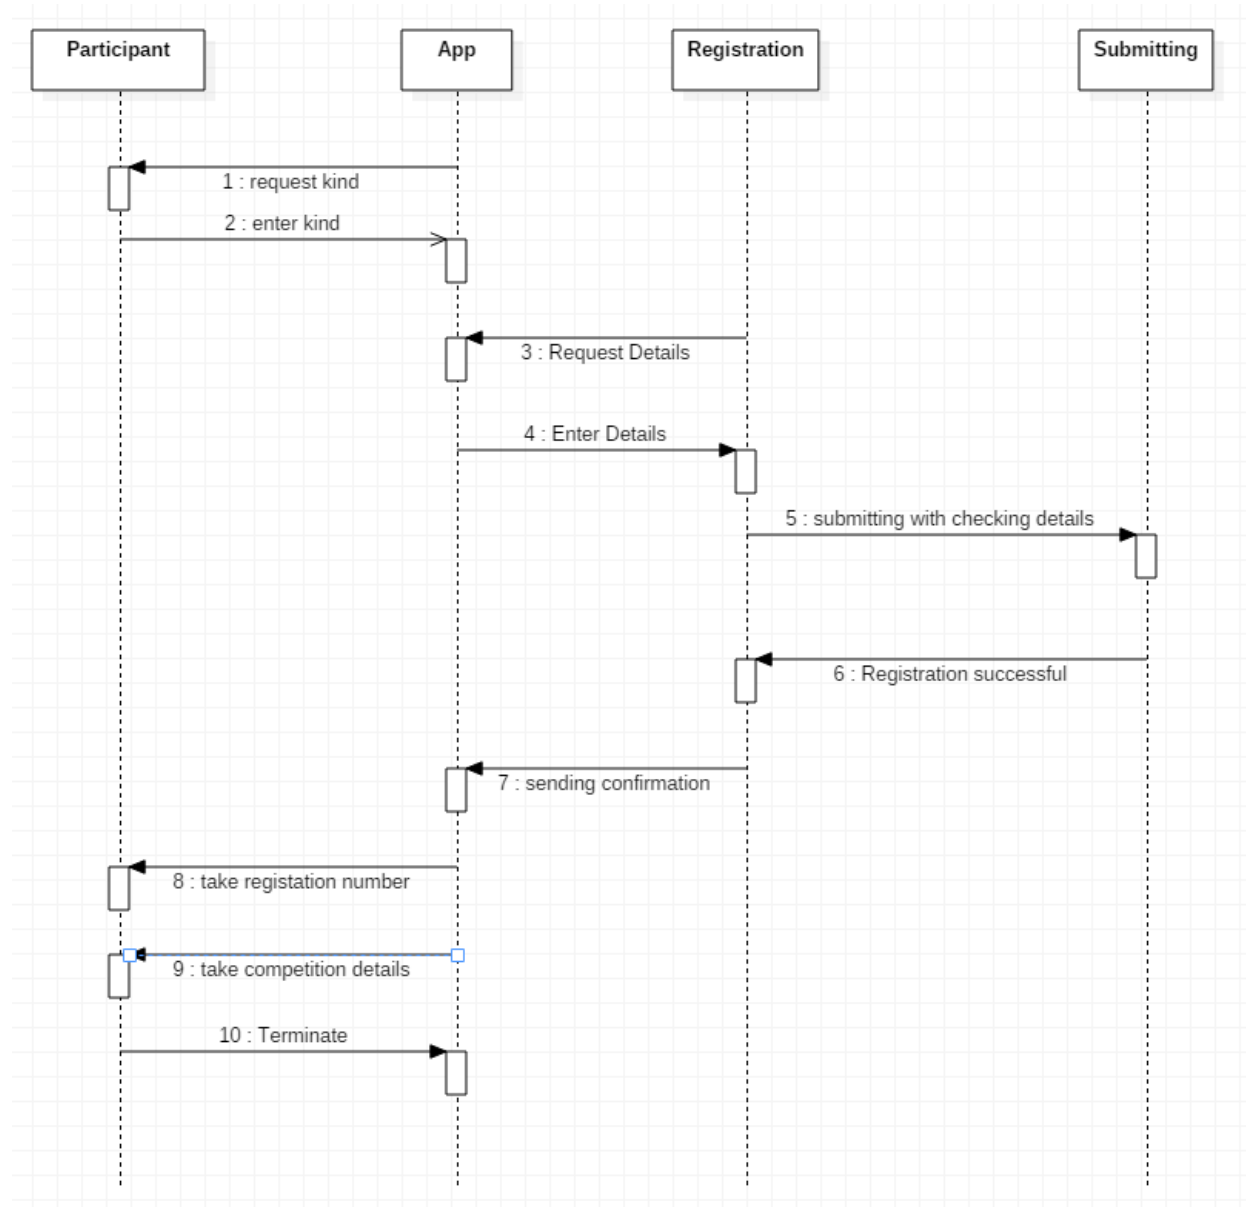 Participant
App
Registration
Submitting
1 : request kind
2 : enter kind
3 : Request Details
4 : Enter Details
5 : submitting with checking details
6 : Registration successful
7 : sending confirmation
8 : take registation number
9 : take competition details
10 : Terminate